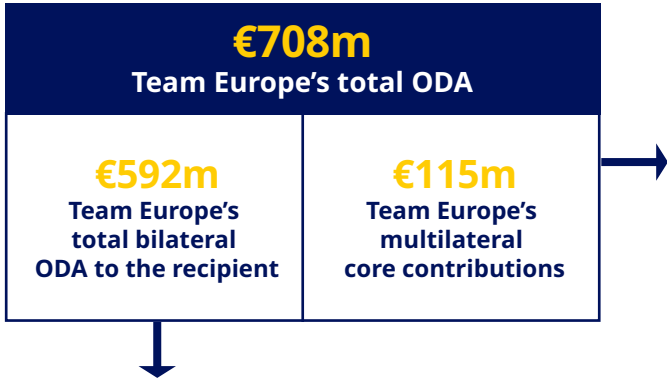 €708m
Team Europe’s total ODA
€592m
Team Europe’s
total bilateral
ODA to the recipient
€115m
Team Europe’s
multilateral
core contributions